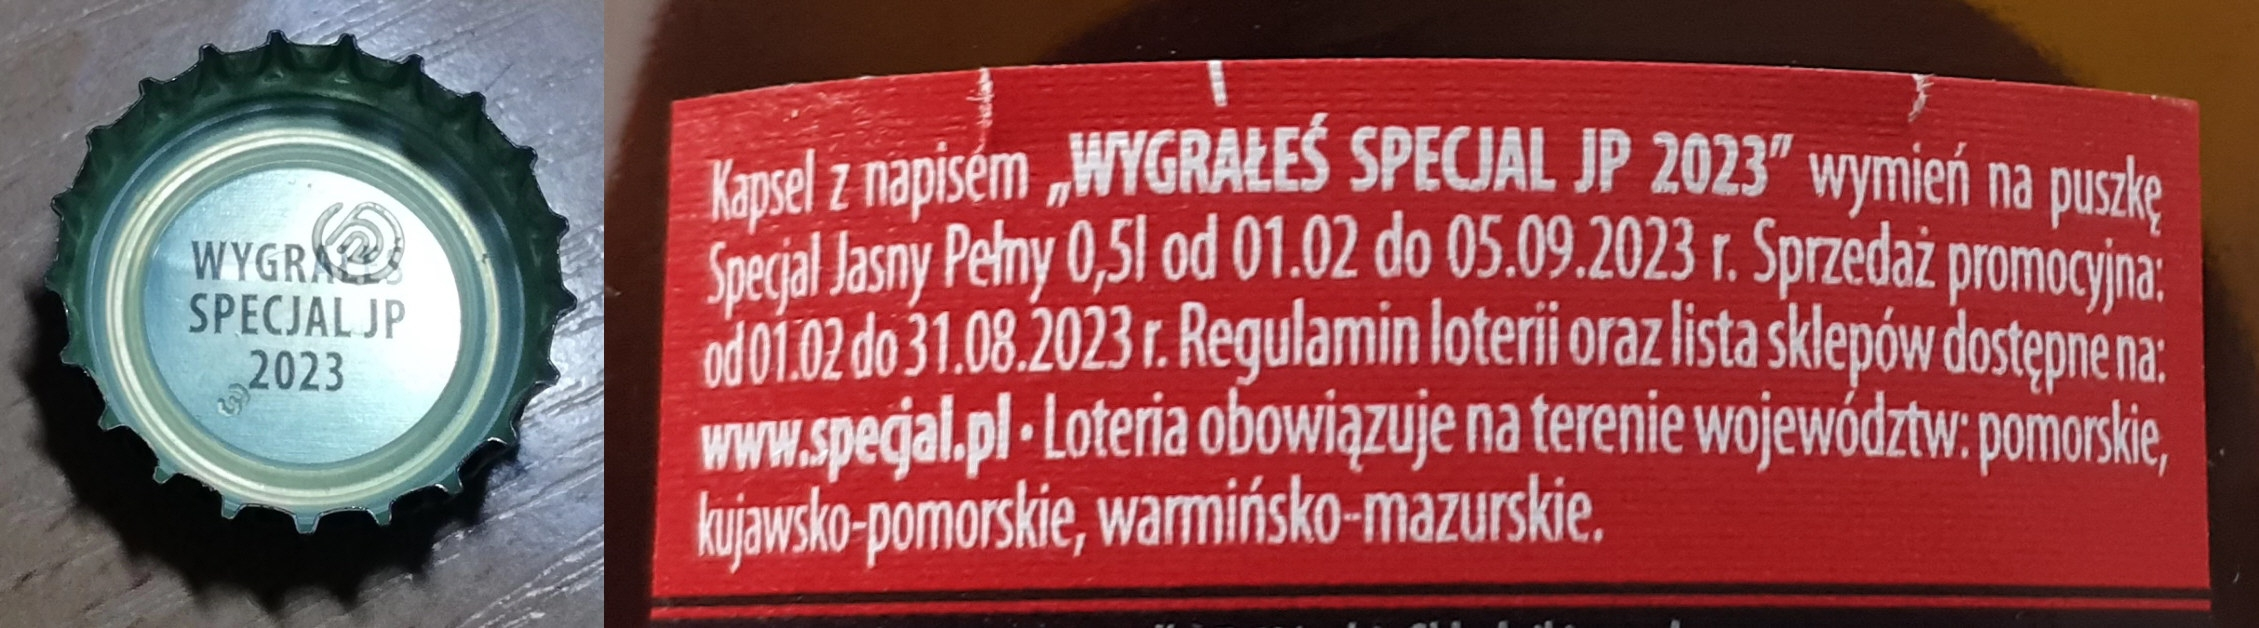 WYGRAŁEŚ
SPECJAL JP
2023
Kapsel z napisem „WYGRAŁEŚ SPECJAL JP 2023” wymień na puszkę
Specjal Jasny Pełny 0,5l od 01.02 do 05.09.2023 r. Sprzedaż promocyjna:
od 01.02 do 31.08.2023 r. Regulamin loterii oraz lista sklepów dostępne na:
www.specjal.pl • Loteria obowiązuje na terenie województw: pomorskie,
kujawsko-pomorskie, warmińsko-mazurskie.